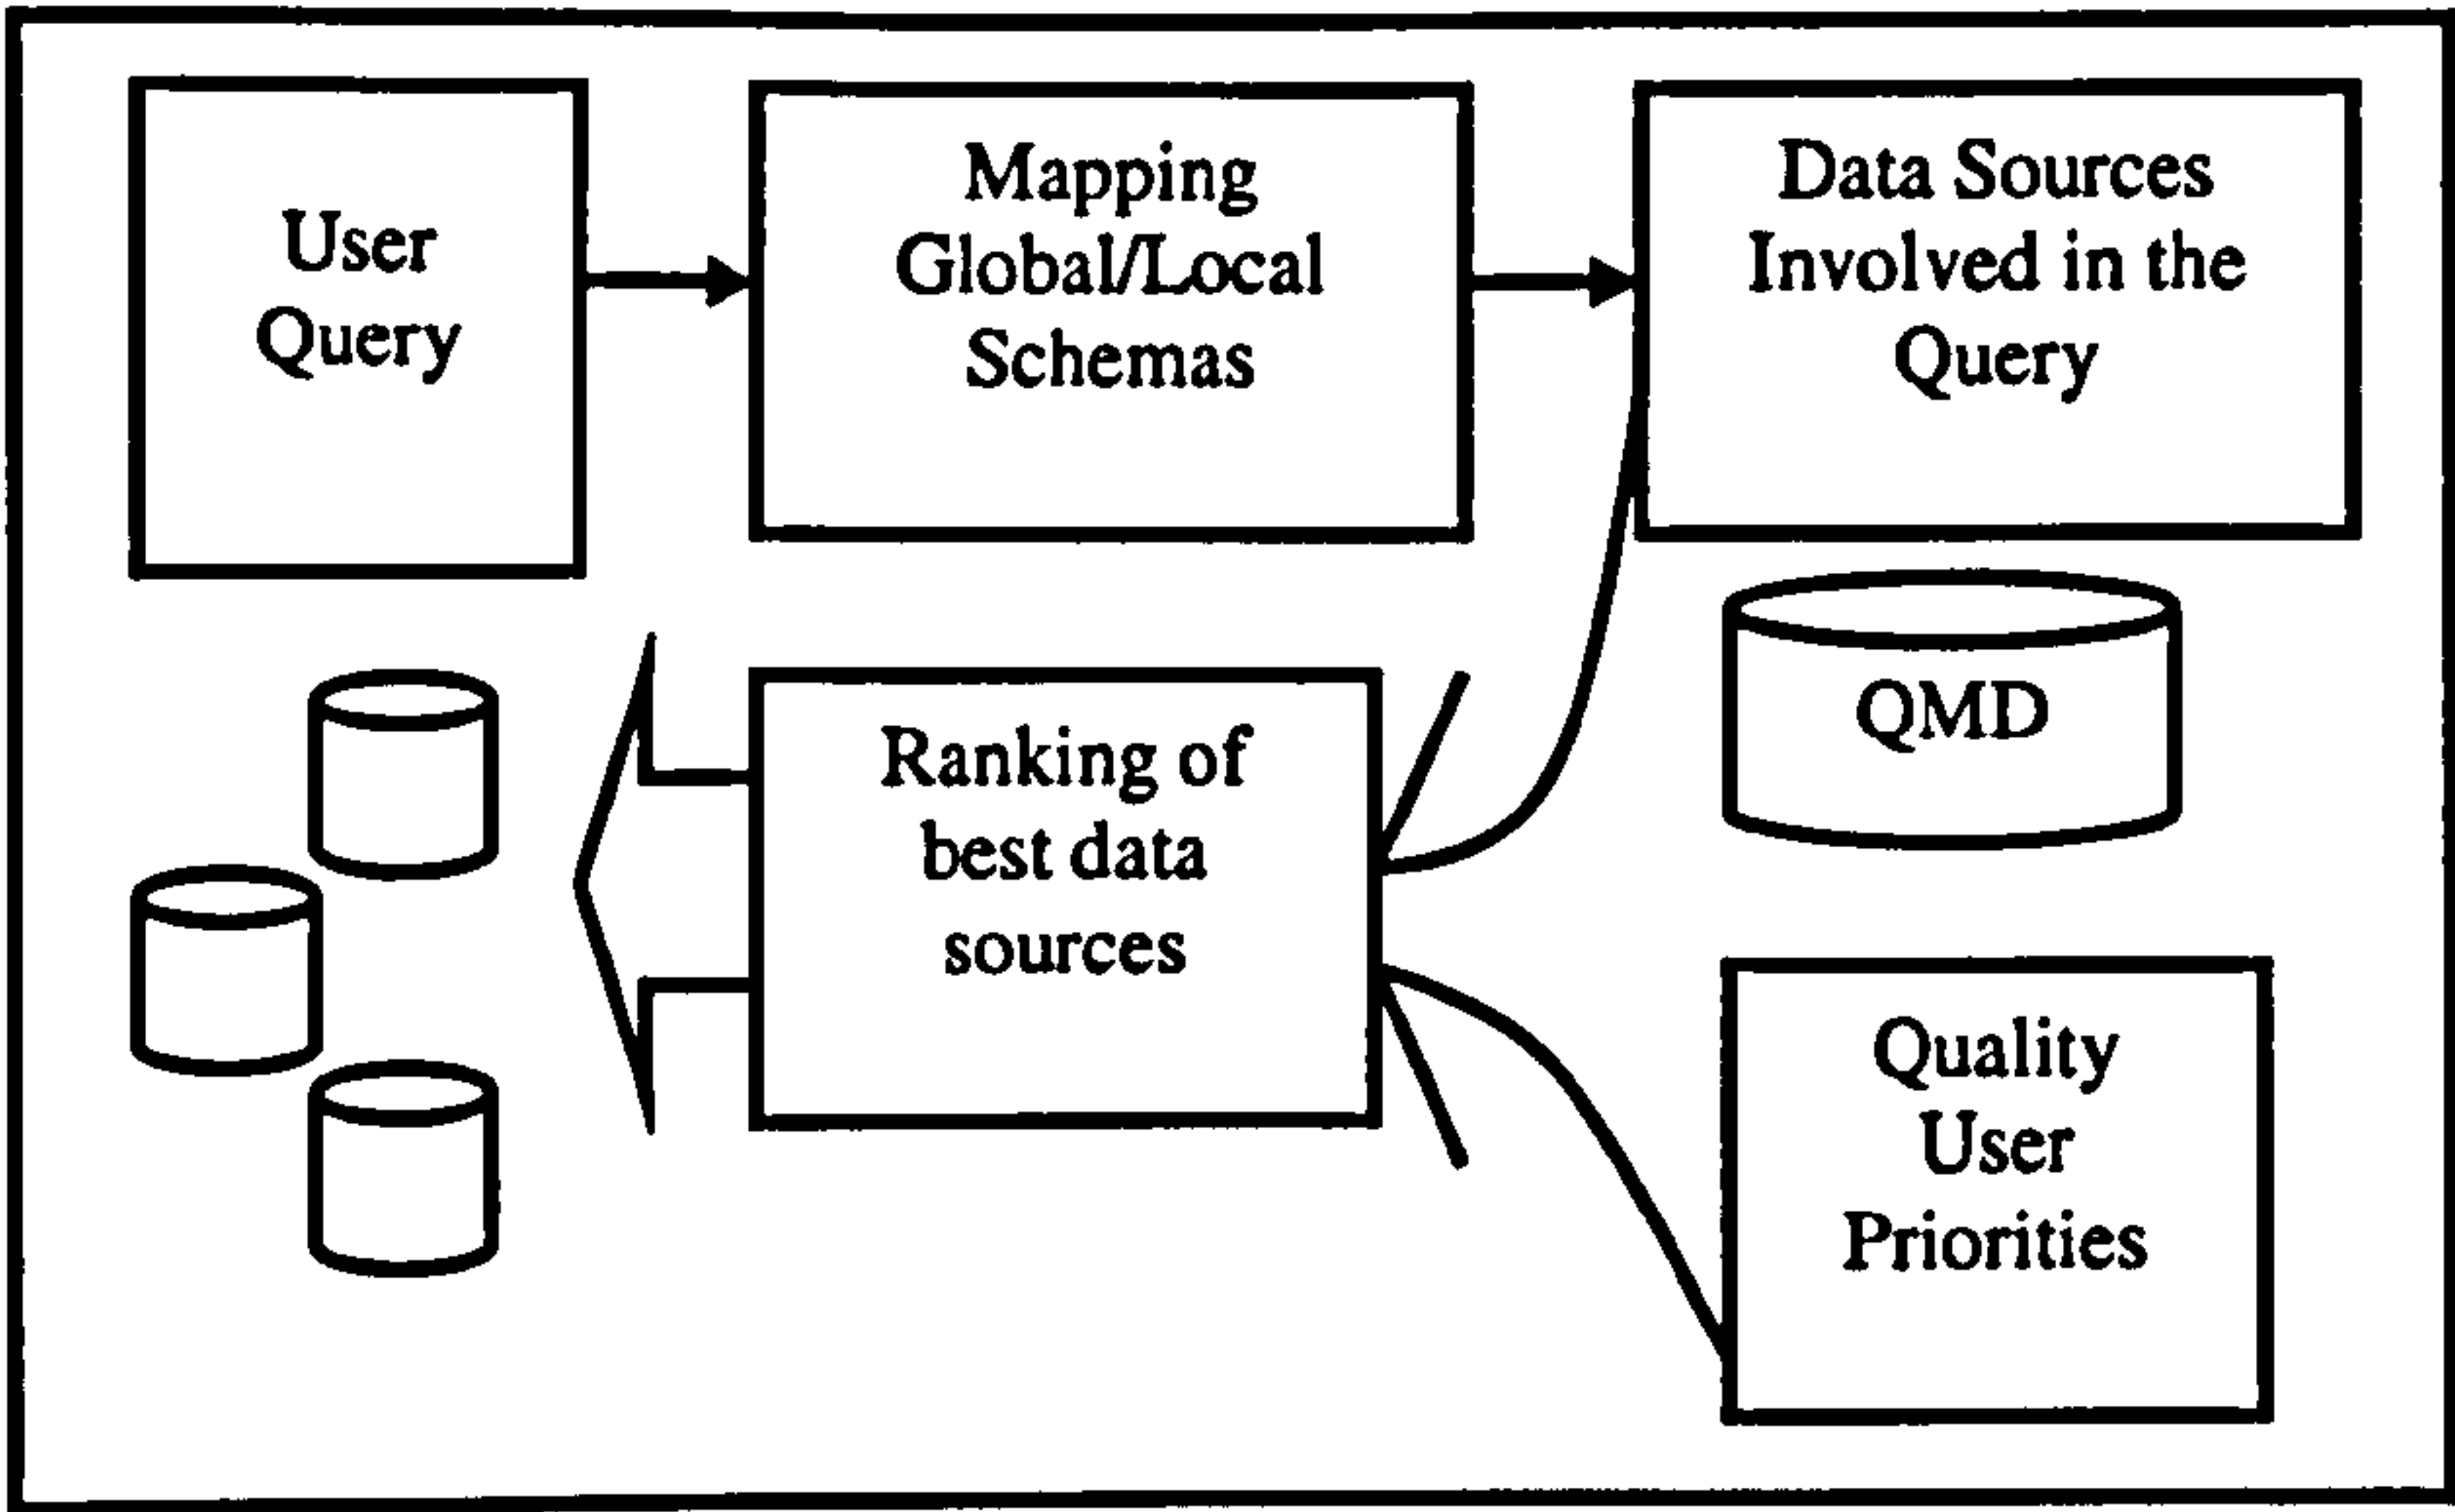 User
Query
Mapping
Global/Local
Schemas
Data Sources
Involved in the
Query
QMD
Ranking of
best data
sources
Quality
User
Priorities